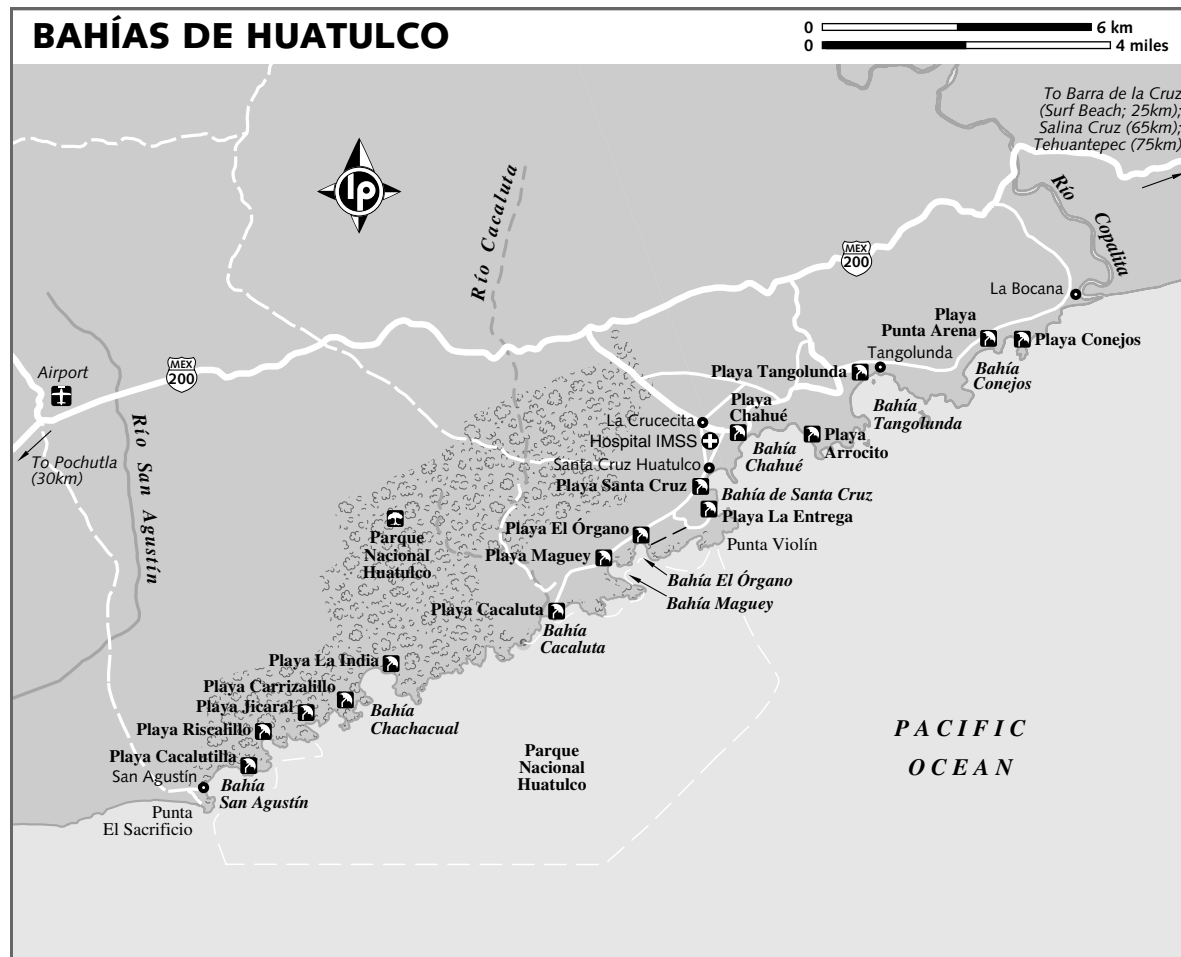 BAHÍAS DE HUATULCO
0 6 km
0 4 miles
To Barra de la Cruz
(Surf Beach; 25km);
Salina Cruz (65km);
Tehuantepec (75km)
lp
Río Cacaluta
Río
Copalita
MEX
200
La Bocana
Playa
Punta Arena
Playa Conejos
Tangolunda
Bahía
Conejos
MEX
200
Airport
Playa Tangolunda
Bahía
Tangolunda
Playa
Chahué
La Crucecita
Hospital IMSS
Playa
Arrocito
Bahía
Chahué
Río San Agustín
To Pochutla
(30km)
Santa Cruz Huatulco
Playa Santa Cruz
Bahía de Santa Cruz
Playa La Entrega
Playa El Órgano
Punta Violín
Parque
Nacional
Huatulco
Playa Maguey
Bahía El Órgano
Bahía Maguey
Playa Cacaluta
Bahía
Cacaluta
Playa La India
Playa Carrizalillo
Playa Jicaral
Bahía
Chachacual
Playa Riscalillo
Playa Cacalutilla
San Agustín
Bahía
San Agustín
Punta
El Sacrificio
Parque
Nacional
Huatulco
PACIFIC
OCEAN